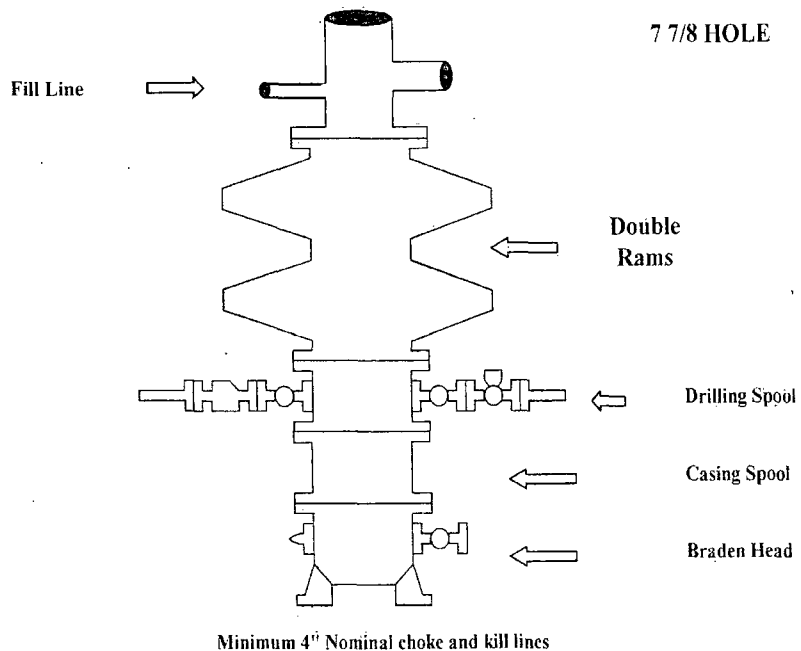 7 7/8 HOLE
Fill Line
Double
Rams
Drilling Spool
Casing Spool
Braden Head
Minimum 4" Nominal choke and kill lines